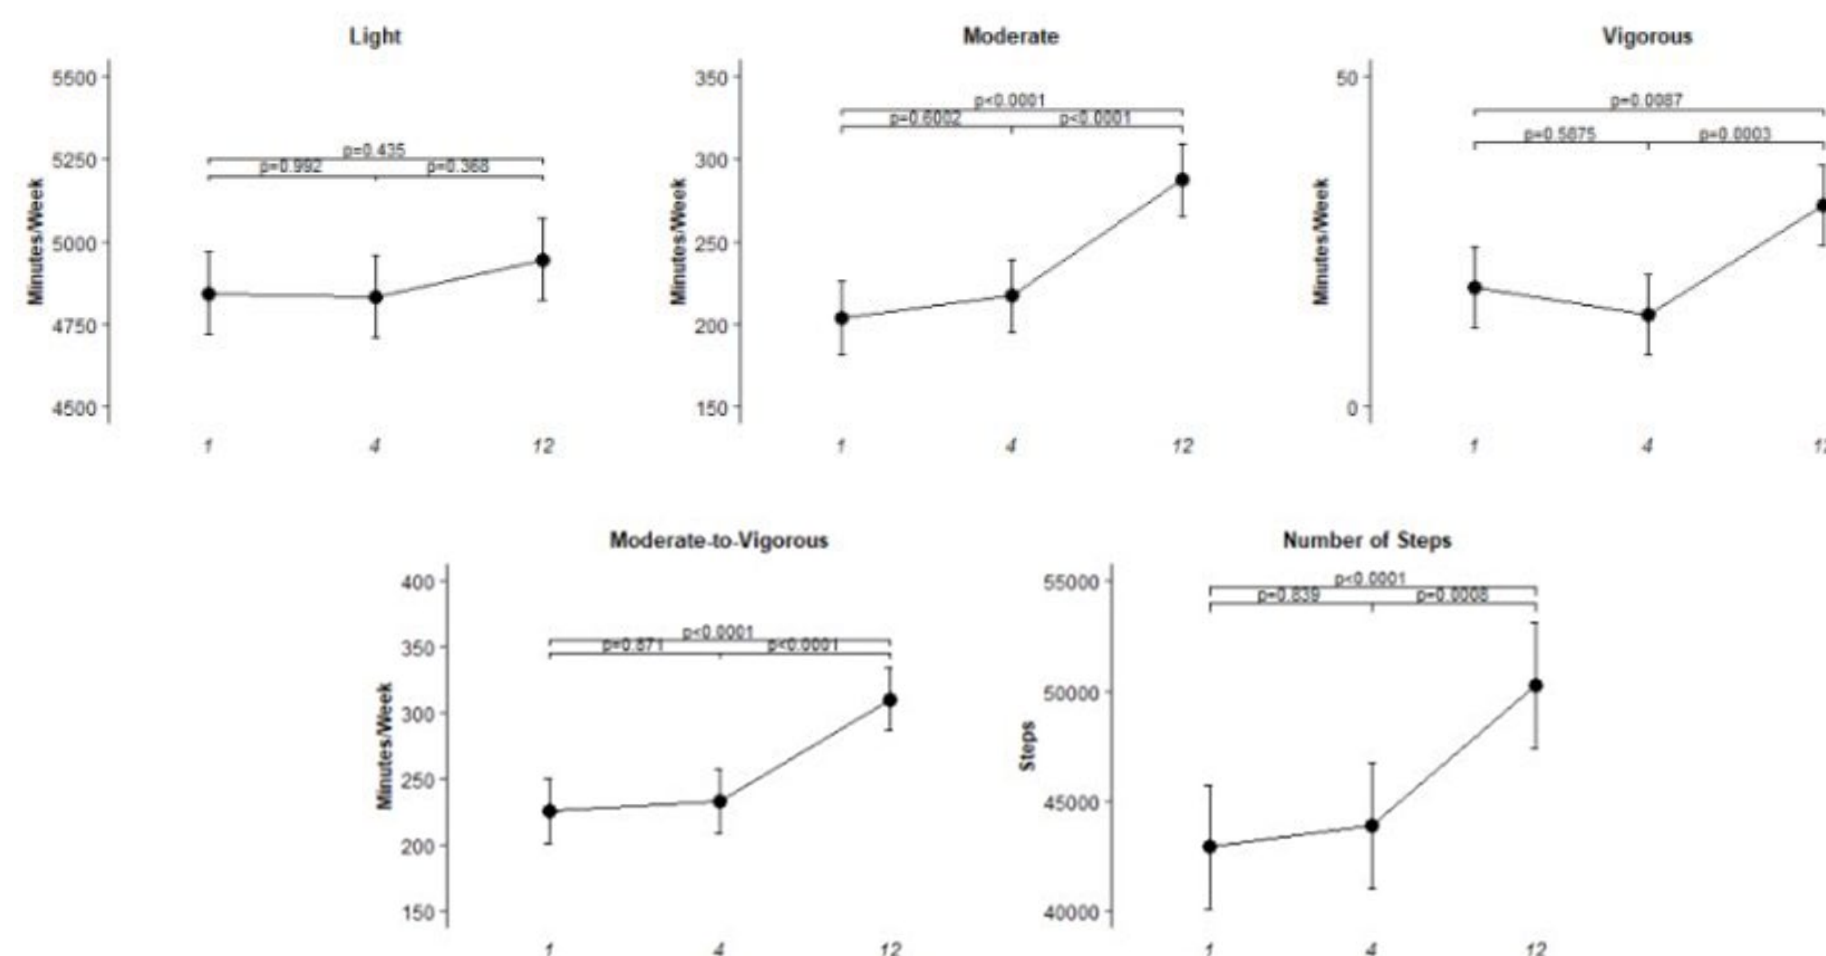 Light
5500
5250
5000
4750
4500
Minutes/Week
p=0.435
p=0.992 p=0.368
1 4 12
Moderate
350
300
250
200
150
Minutes/Week
p<0.0001
p=0.6002 p<0.0001
1 4 12
Vigorous
50
0
Minutes/Week
p=0.0087
p=0.5875 p=0.0003
1 4 12
Moderate-to-Vigorous
400
350
300
250
200
150
Minutes/Week
p<0.0001
p=0.871 p<0.0001
1 4 12
Number of Steps
55000
50000
45000
40000
Steps
p<0.0001
p=0.839 p=0.0008
1 4 12